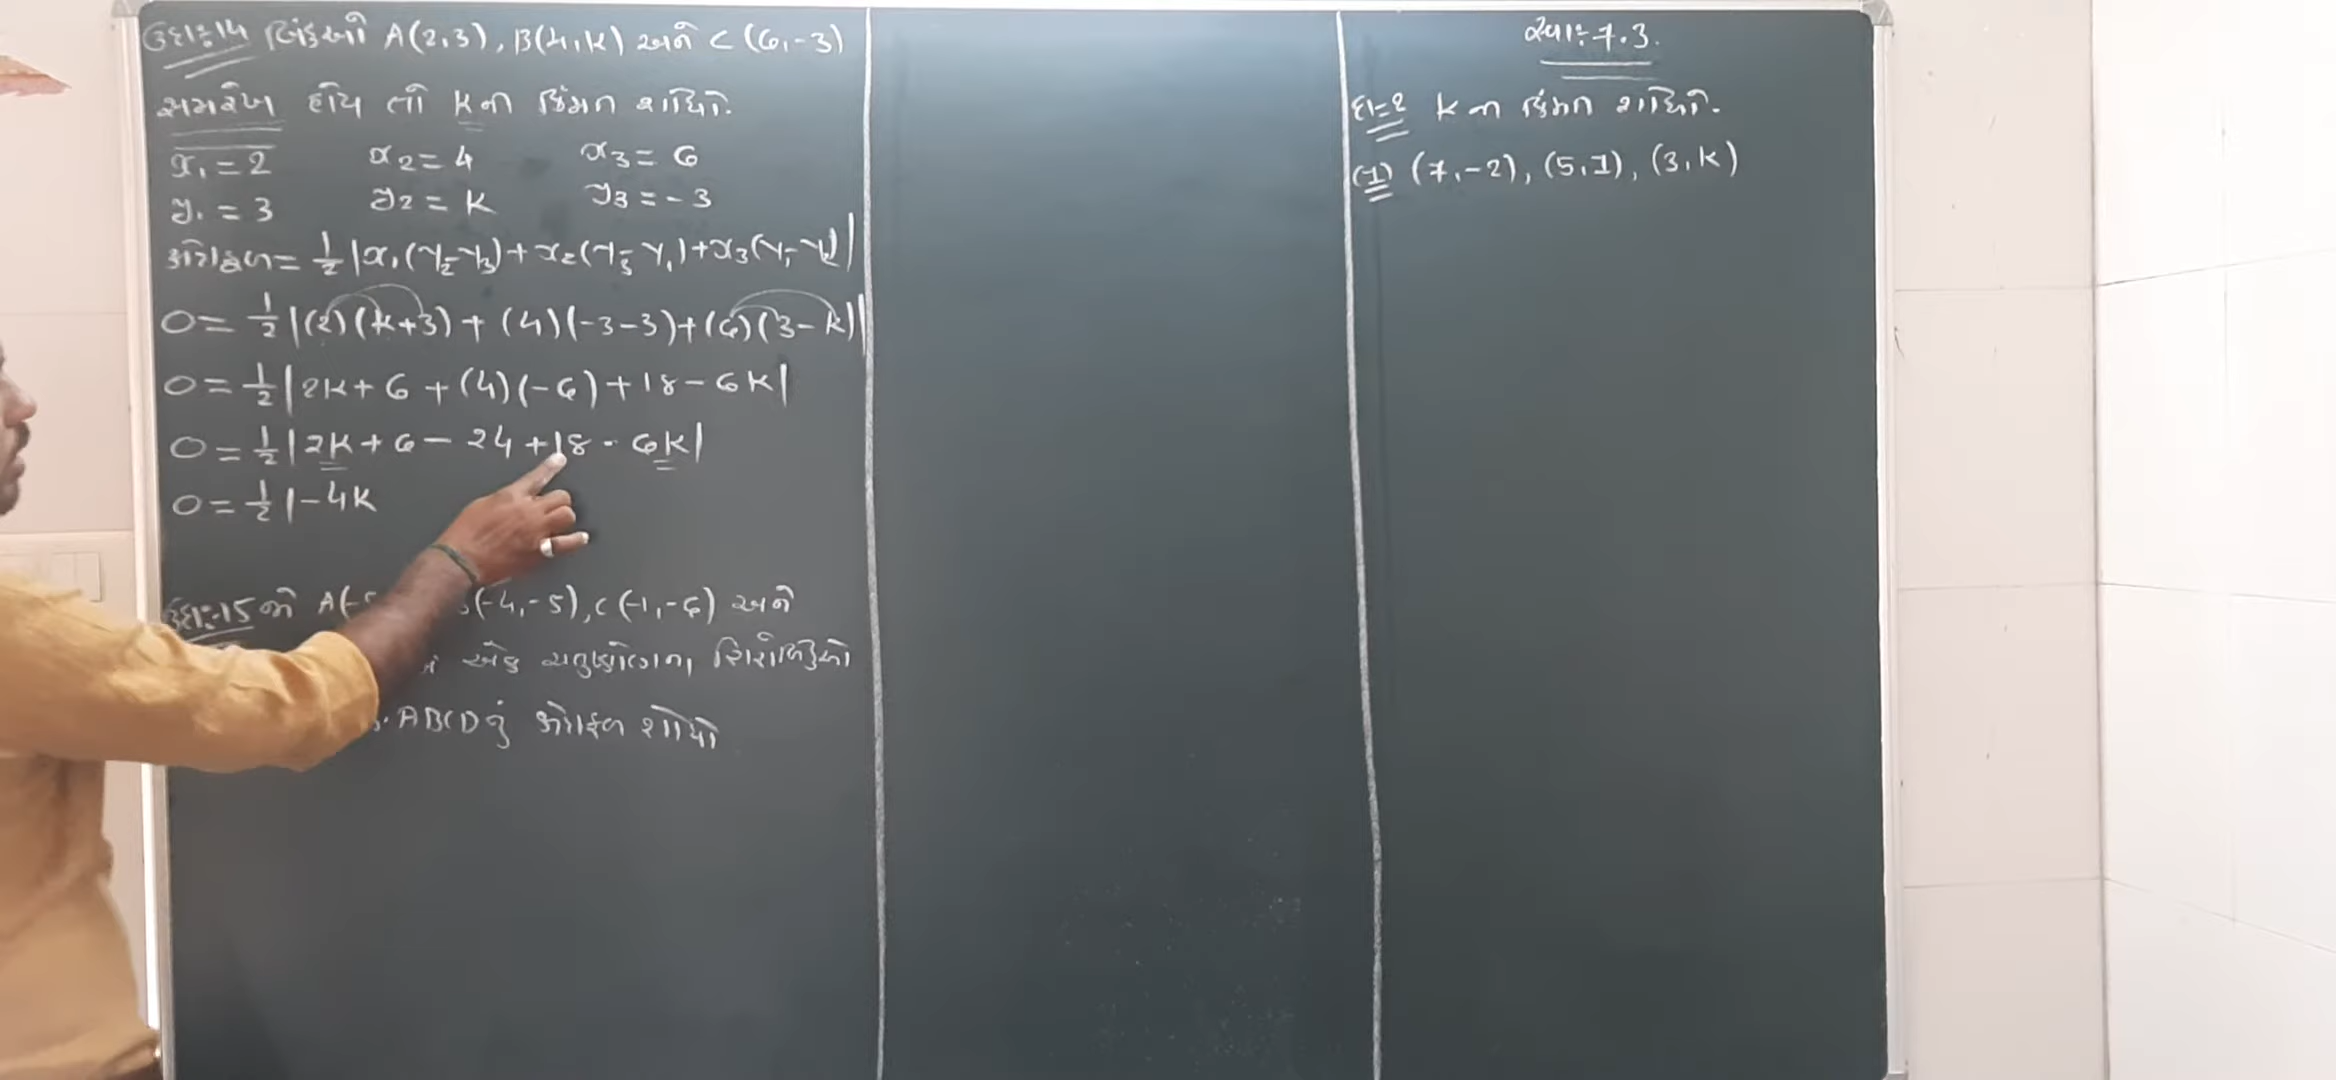 ઉદા:-14 બિંદુઓ A(2,3), B(4,K) અને C(6,-3)
સમરેખ હોય તો K ની કિંમત શોધો.
x₁ = 2 x₂ = 4 x₃ = 6
y₁ = 3 y₂ = K y₃ = -3
ક્ષેત્રફળ = 1/2 |x₁(y₂-y₃)+x₂(y₃-y₁)+x₃(y₁-y₂)|
0 = 1/2 |(2)(K+3)+(4)(-3-3)+(6)(3-K)|
0 = 1/2 |2K+6+(4)(-6)+18-6K|
0 = 1/2 |2K+6-24+18-6K|
0 = 1/2 |-4K
ઉદા:-15 જો A(-5 (-4,-5), C(-1,-6) અને
એક ચતુષ્કોણના શિરોબિંદુઓ
ABCD નું ક્ષેત્રફળ શોધો
સ્વા:-7.3.
દા-2 K ની કિંમત શોધો.
(1) (7,-2), (5,1), (3,K)